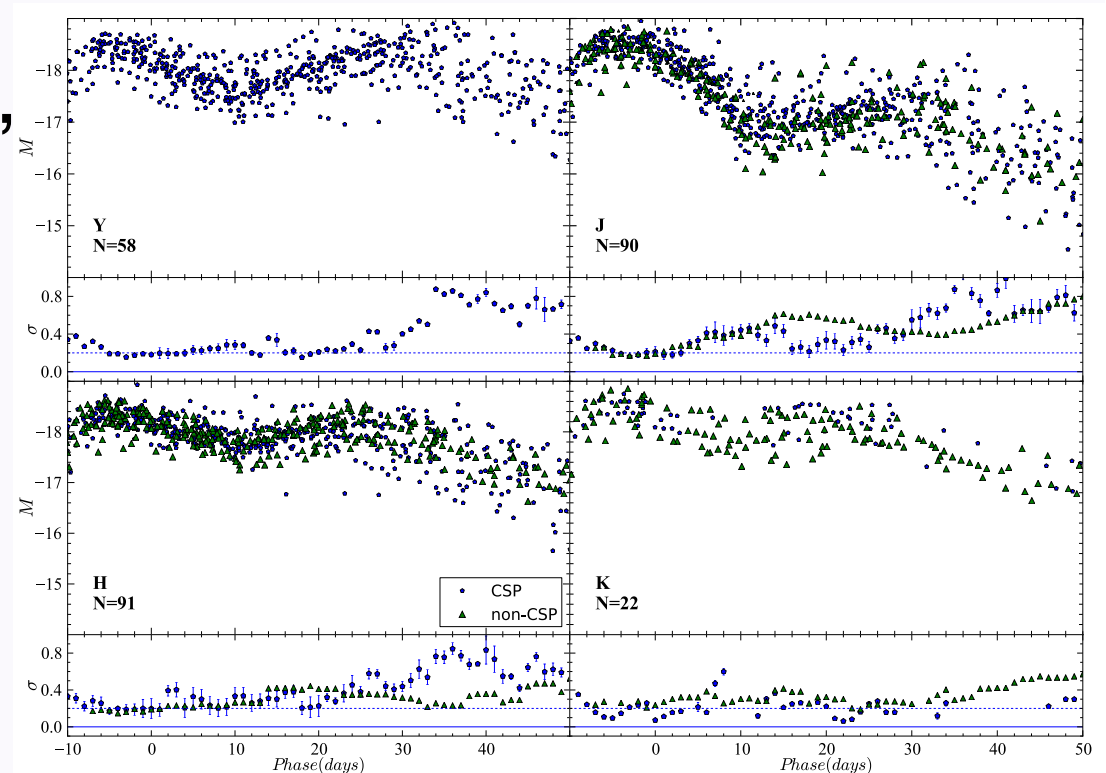 ,
−18
−17
−16
−15
M
Y
N=58
J
N=90
0.8
0.4
0.0
σ
−18
−17
−16
−15
M
H
N=91
CSP
non-CSP
K
N=22
0.8
0.4
0.0
σ
−10 0 10 20 30 40
0 10 20 30 40 50
Phase(days)
Phase(days)